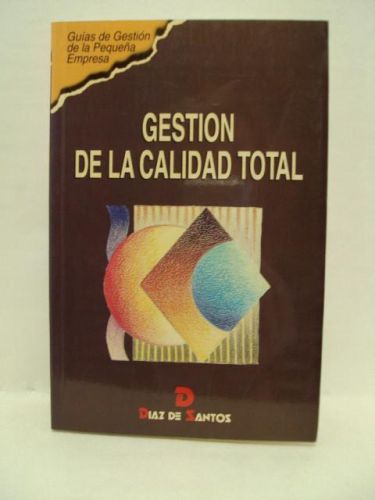 Guías de Gestión
de la Pequeña
Empresa
GESTION
DE LA CALIDAD TOTAL
D
DIAZ DE SANTOS